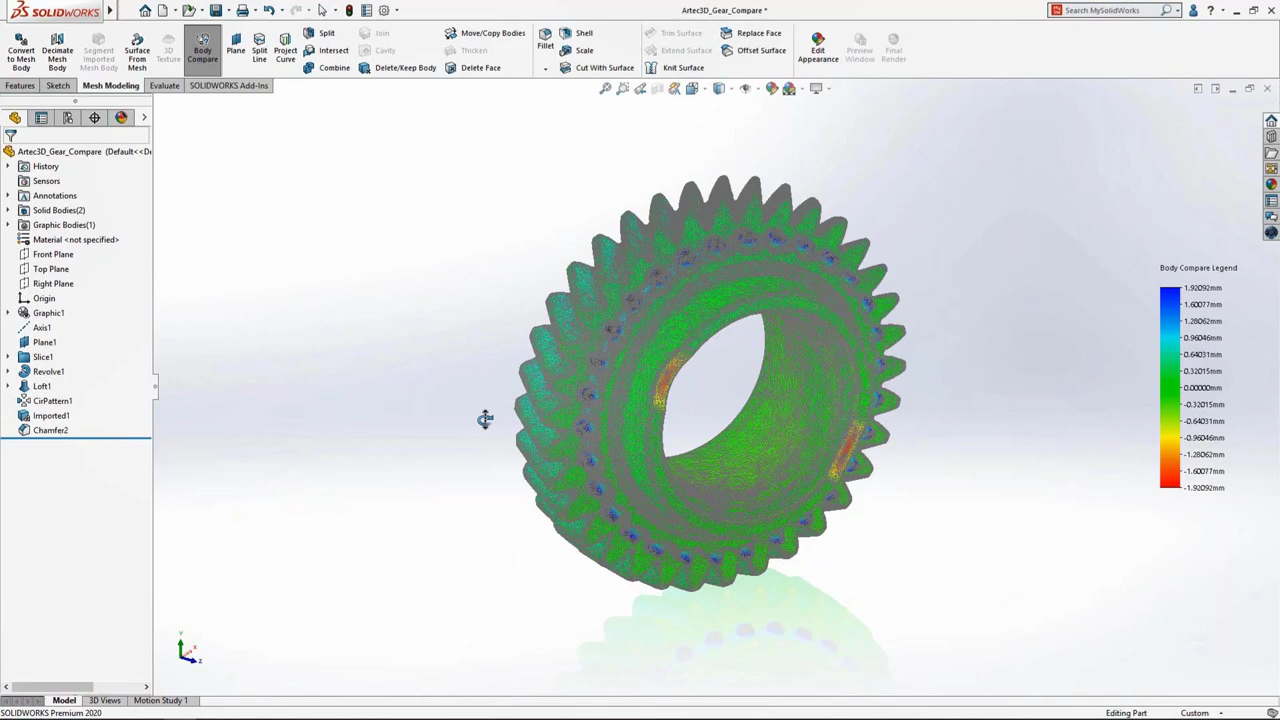 SOLIDWORKS
Artec3D_Gear_Compare *
Search MySolidWorks
Convert to Mesh Body
Decimate Mesh Body
Segment Imported Mesh Body
Surface From Mesh
3D Texture
Body Compare
Plane
Split Line
Project Curve
Split
Intersect
Combine
Join
Cavity
Delete/Keep Body
Move/Copy Bodies
Thicken
Delete Face
Fillet
Shell
Scale
Cut With Surface
Trim Surface
Extend Surface
Knit Surface
Replace Face
Offset Surface
Edit Appearance
Preview Window
Final Render
Features
Sketch
Mesh Modeling
Evaluate
SOLIDWORKS Add-Ins
Artec3D_Gear_Compare (Default<<De
History
Sensors
Annotations
Solid Bodies(2)
Graphic Bodies(1)
Material <not specified>
Front Plane
Top Plane
Right Plane
Origin
Graphic1
Axis1
Plane1
Slice1
Revolve1
Loft1
CirPattern1
Imported1
Chamfer2
Body Compare Legend
1.92092mm
1.60077mm
1.28062mm
0.96046mm
0.64031mm
0.32015mm
0.00000mm
-0.32015mm
-0.64031mm
-0.96046mm
-1.28062mm
-1.60077mm
-1.92092mm
Y
X
Z
Model
3D Views
Motion Study 1
SOLIDWORKS Premium 2020
Editing Part
Custom